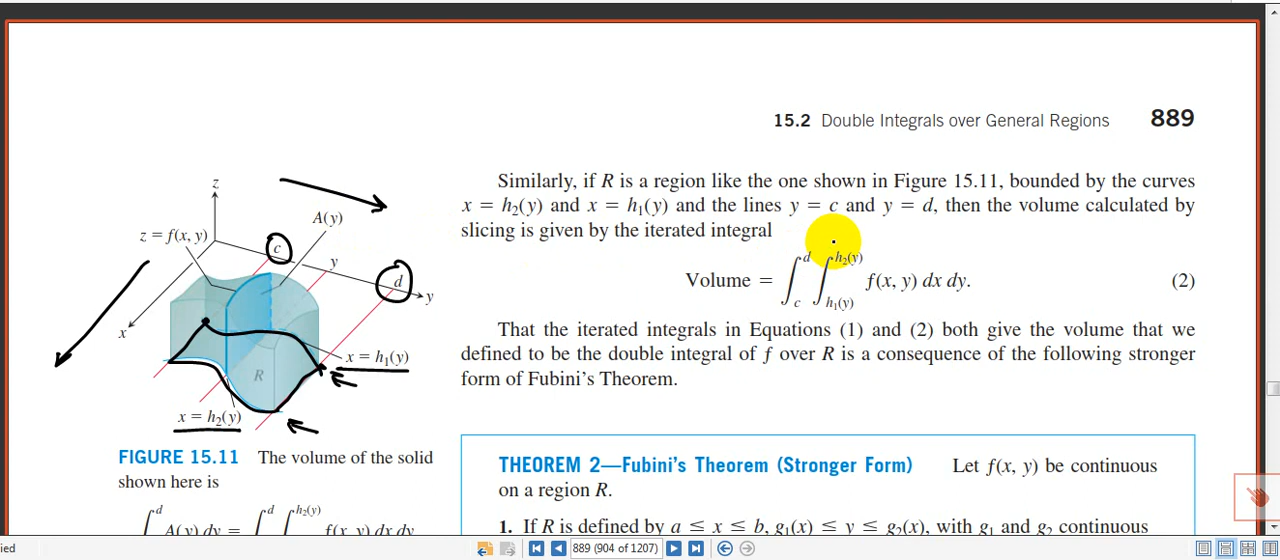 15.2 Double Integrals over General Regions 889
Similarly, if R is a region like the one shown in Figure 15.11, bounded by the curves
x = h₂(y) and x = h₁(y) and the lines y = c and y = d, then the volume calculated by
slicing is given by the iterated integral
Volume = ∫_c^d ∫_{h₁(y)}^{h₂(y)} f(x, y) dx dy. (2)
That the iterated integrals in Equations (1) and (2) both give the volume that we
defined to be the double integral of f over R is a consequence of the following stronger
form of Fubini's Theorem.
THEOREM 2—Fubini's Theorem (Stronger Form) Let f(x, y) be continuous
on a region R.
1. If R is defined by a ≤ x ≤ b, g₁(x) ≤ y ≤ g₂(x), with g₁ and g₂ continuous
z
A(y)
z = f(x, y)
c
y
d
y
x
x = h₁(y)
R
x = h₂(y)
FIGURE 15.11 The volume of the solid
shown here is
∫^d A(y) dy = ∫^d ∫^{h₂(y)} f(x, y) dx dy
ied
889 (904 of 1207)